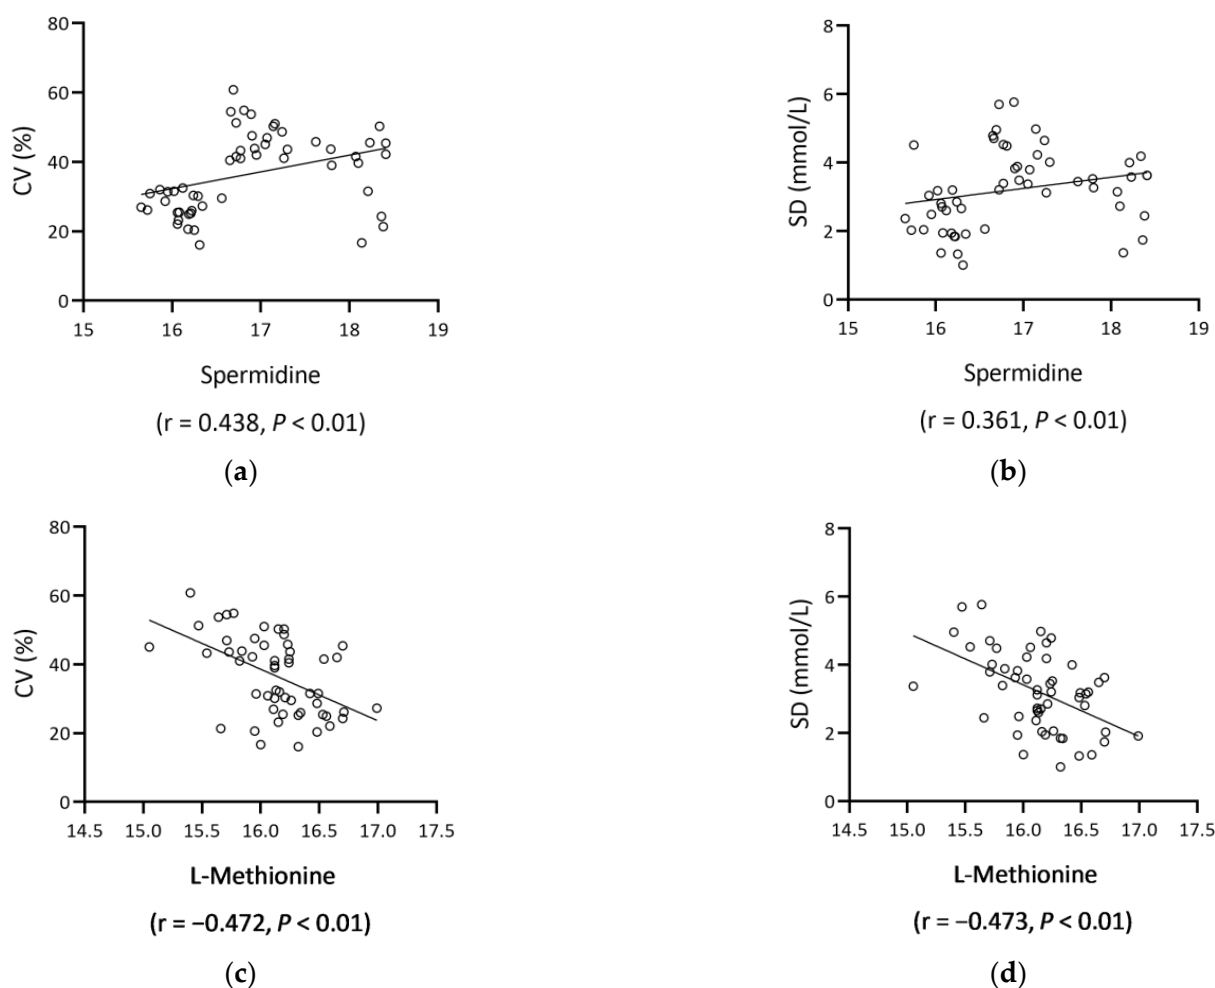 80
60
40
20
0
CV (%)
15 16 17 18 19
Spermidine
(r = 0.438, P < 0.01)
(a)
8
6
4
2
0
SD (mmol/L)
15 16 17 18 19
Spermidine
(r = 0.361, P < 0.01)
(b)
80
60
40
20
0
CV (%)
14.5 15.0 15.5 16.0 16.5 17.0 17.5
L-Methionine
(r = −0.472, P < 0.01)
(c)
8
6
4
2
0
SD (mmol/L)
14.5 15.0 15.5 16.0 16.5 17.0 17.5
L-Methionine
(r = −0.473, P < 0.01)
(d)